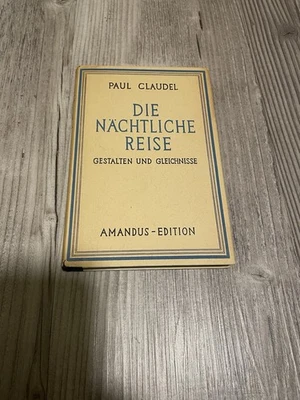 PAUL CLAUDEL
DIE
NÄCHTLICHE
REISE
GESTALTEN UND GLEICHNISSE
AMANDUS-EDITION